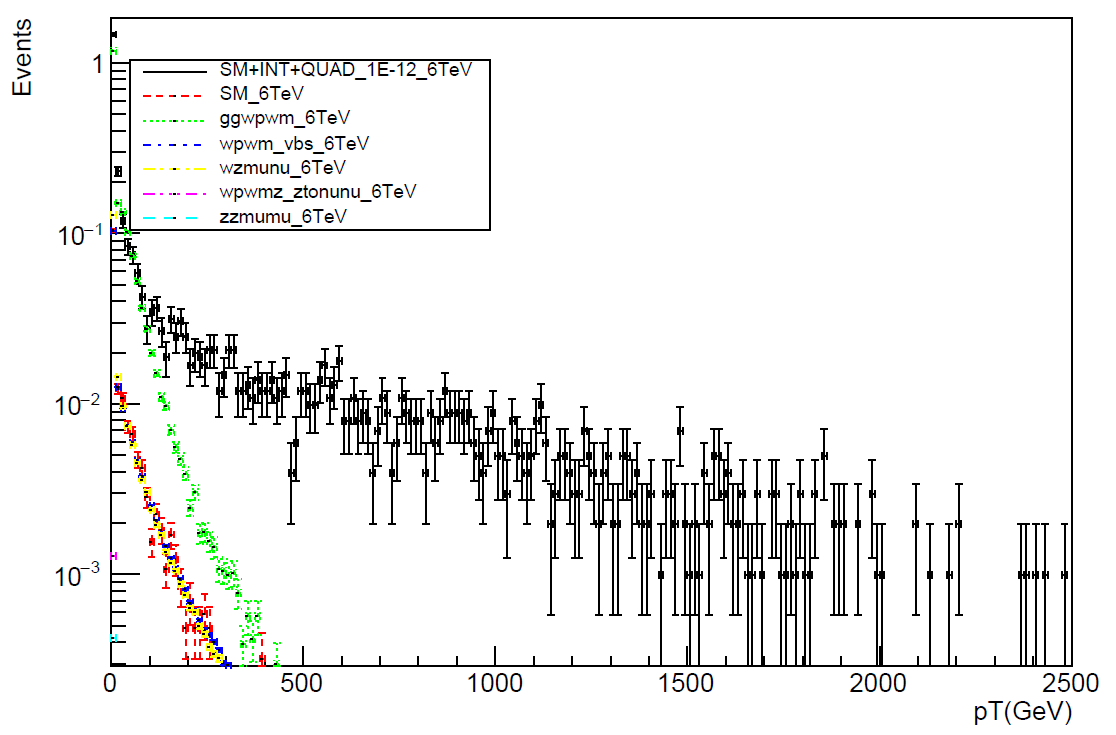 Events
1
10⁻¹
10⁻²
10⁻³
SM+INT+QUAD_1E-12_6TeV
SM_6TeV
ggwpwm_6TeV
wpwm_vbs_6TeV
wzmunu_6TeV
wpwmz_ztonunu_6TeV
zzmumu_6TeV
0 500 1000 1500 2000 2500
pT(GeV)